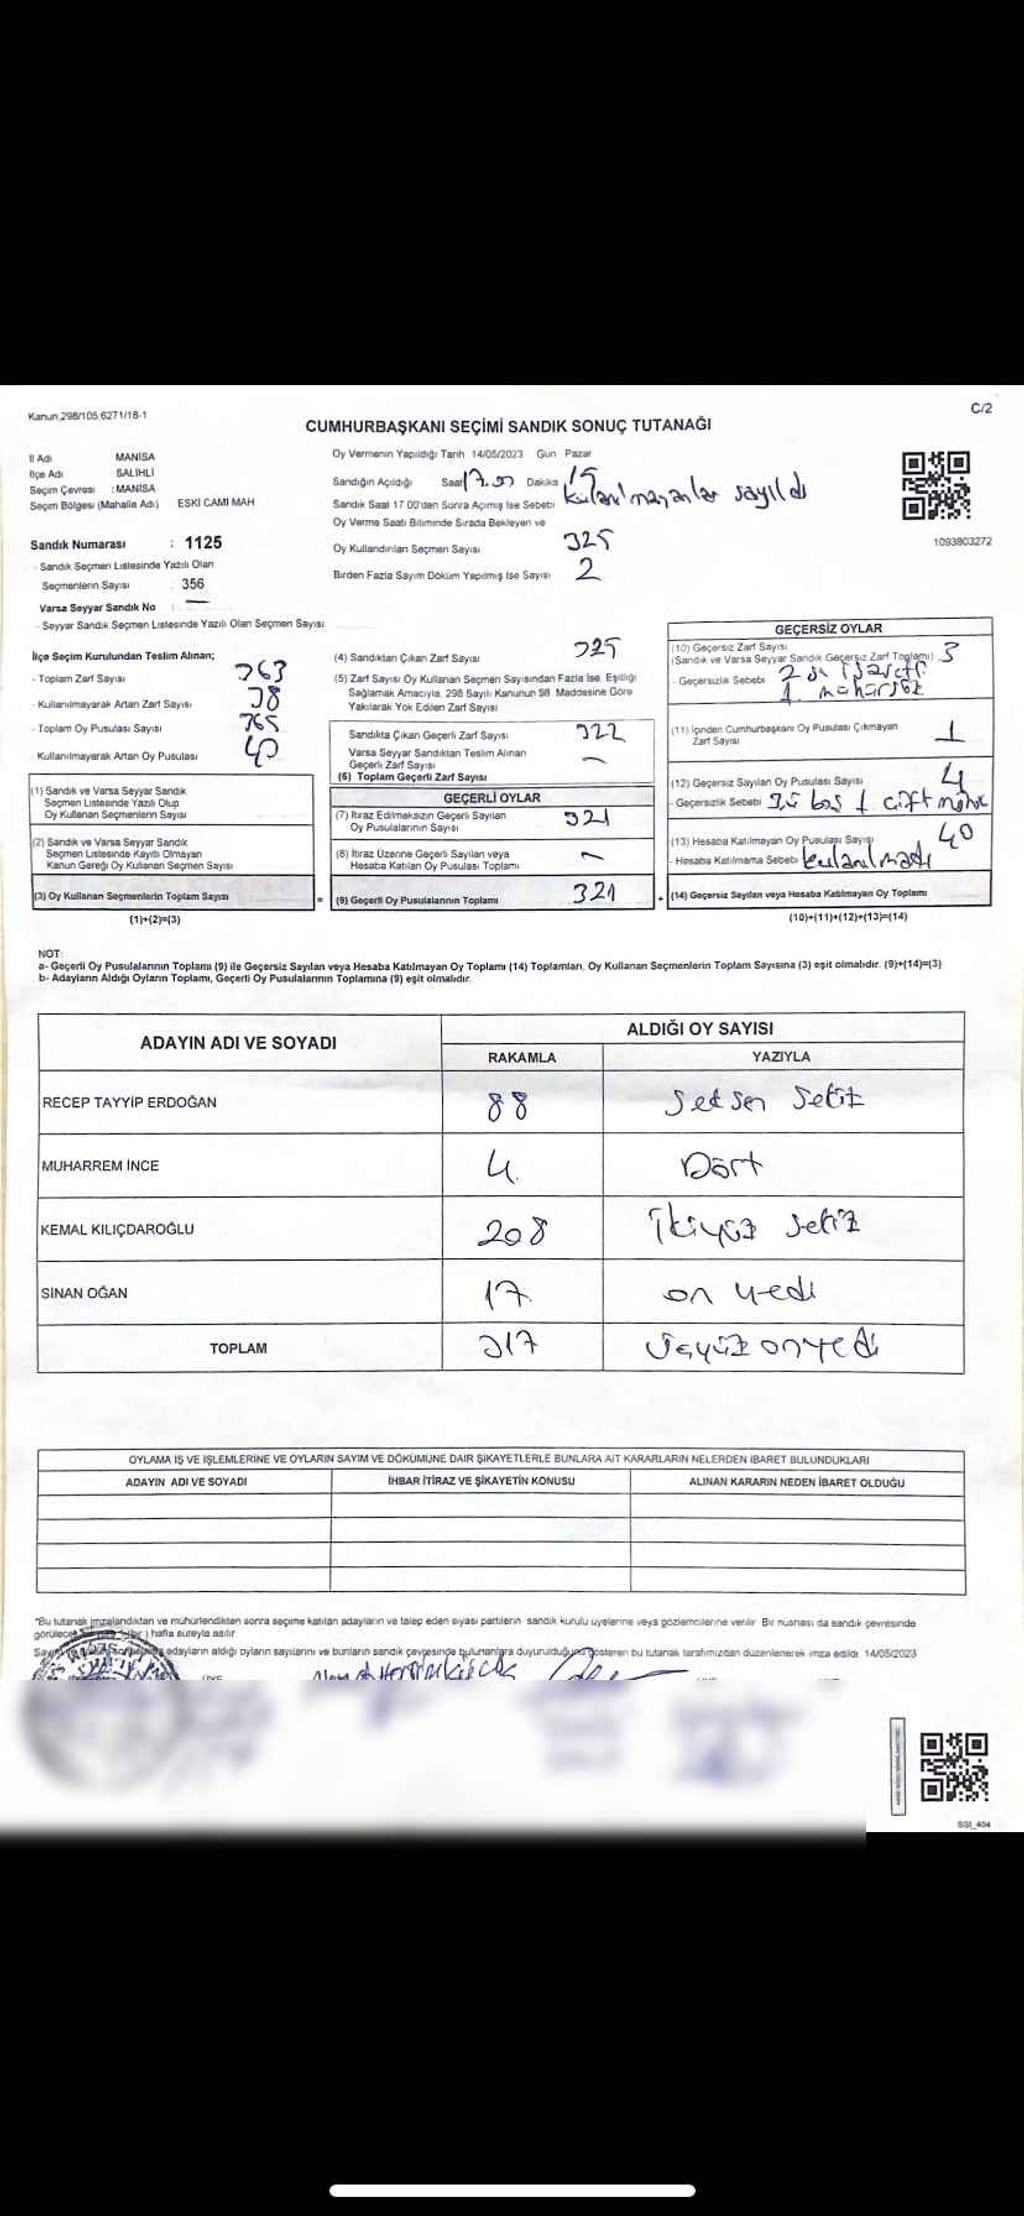 Kanun,298/105 6271/18-1
C/2
CUMHURBAŞKANI SEÇİMİ SANDIK SONUÇ TUTANAĞI
İl Adı MANİSA
İlçe Adı SALİHLİ
Seçim Çevresi : MANİSA
Seçim Bölgesi (Mahalle Adı) ESKİ CAMİ MAH
Sandık Numarası : 1125
- Sandık Seçmen Listesinde Yazılı Olan
Seçmenlerin Sayısı 356
Varsa Seyyar Sandık No : —
- Seyyar Sandık Seçmen Listesinde Yazılı Olan Seçmen Sayısı
Oy Vermenin Yapıldığı Tarih 14/05/2023 Gün Pazar
Sandığın Açıldığı Saat Dakika 15
Sandık Saat 17.00'den Sonra Açılmış İse Sebebi kulanılmayanlar sayıldı
Oy Verme Saati Bitiminde Sırada Bekleyen ve
Oy Kullandırılan Seçmen Sayısı 325
Birden Fazla Sayım Döküm Yapılmış İse Sayısı 2
1093803272
İlçe Seçim Kurulundan Teslim Alınan;
- Toplam Zarf Sayısı 363
- Kullanılmayarak Artan Zarf Sayısı 38
- Toplam Oy Pusulası Sayısı 365
- Kullanılmayarak Artan Oy Pusulası 40
(1) Sandık ve Varsa Seyyar Sandık
Seçmen Listesinde Yazılı Olup
Oy Kullanan Seçmenlerin Sayısı
(2) Sandık ve Varsa Seyyar Sandık
Seçmen Listesinde Kayıtlı Olmayan
Kanun Gereği Oy Kullanan Seçmen Sayısı
(3) Oy Kullanan Seçmenlerin Toplam Sayısı =
(1)+(2)=(3)
(4) Sandıktan Çıkan Zarf Sayısı 325
(5) Zarf Sayısı Oy Kullanan Seçmen Sayısından Fazla İse, Eşitliği
Sağlamak Amacıyla, 298 Sayılı Kanunun 98. Maddesine Göre
Yakılarak Yok Edilen Zarf Sayısı
Sandıkta Çıkan Geçerli Zarf Sayısı 322
Varsa Seyyar Sandıktan Teslim Alınan
Geçerli Zarf Sayısı —
(6) Toplam Geçerli Zarf Sayısı
GEÇERLİ OYLAR
(7) İtiraz Edilmeksizin Geçerli Sayılan
Oy Pusulalarının Sayısı 321
(8) İtiraz Üzerine Geçerli Sayılan veya
Hesaba Katılan Oy Pusulası Toplamı —
(9) Geçerli Oy Pusulalarının Toplamı 321 +
GEÇERSİZ OYLAR
(10) Geçersiz Zarf Sayısı
(Sandık ve Varsa Seyyar Sandık Geçersiz Zarf Toplamı) 3
- Geçersizlik Sebebi 2
1 mühürsüz
(11) İçinden Cumhurbaşkanı Oy Pusulası Çıkmayan
Zarf Sayısı 1
(12) Geçersiz Sayılan Oy Pusulası Sayısı 4
- Geçersizlik Sebebi 3ü boş 1 çift mühür
(13) Hesaba Katılmayan Oy Pusulası Sayısı 40
- Hesaba Katılmama Sebebi kulanılmadı
(14) Geçersiz Sayılan veya Hesaba Katılmayan Oy Toplamı
(10)+(11)+(12)+(13)=(14)
NOT:
a- Geçerli Oy Pusulalarının Toplamı (9) ile Geçersiz Sayılan veya Hesaba Katılmayan Oy Toplamı (14) Toplamları, Oy Kullanan Seçmenlerin Toplam Sayısına (3) eşit olmalıdır. (9)+(14)=(3)
b- Adayların Aldığı Oyların Toplamı, Geçerli Oy Pusulalarının Toplamına (9) eşit olmalıdır.
ADAYIN ADI VE SOYADI ALDIĞI OY SAYISI
RAKAMLA YAZIYLA
RECEP TAYYİP ERDOĞAN 88 Seksen Sekiz
MUHARREM İNCE 4 Dört
KEMAL KILIÇDAROĞLU 208 İkiyüz sekiz
SİNAN OĞAN 17 on yedi
TOPLAM 317 Üçyüz onyedi
OYLAMA İŞ VE İŞLEMLERİNE VE OYLARIN SAYIM VE DÖKÜMÜNE DAİR ŞİKAYETLERLE BUNLARA AİT KARARLARIN NELERDEN İBARET BULUNDUKLARI
ADAYIN ADI VE SOYADI İHBAR İTİRAZ VE ŞİKAYETİN KONUSU ALINAN KARARIN NEDEN İBARET OLDUĞU
*Bu tutanak imzalandıktan ve mühürlendikten sonra seçime katılan adayların ve talep eden siyasi partilerin sandık kurulu üyelerine veya gözlemcilerine verilir. Bir nüshası da sandık çevresinde
hafta süreyle asılır
adayların aldığı oyların sayılarını ve bunların sandık çevresinde bulunanlara duyurulduğunu gösteren bu tutanak tarafımızdan düzenlenerek imza edildi. 14/05/2023
SSI_404